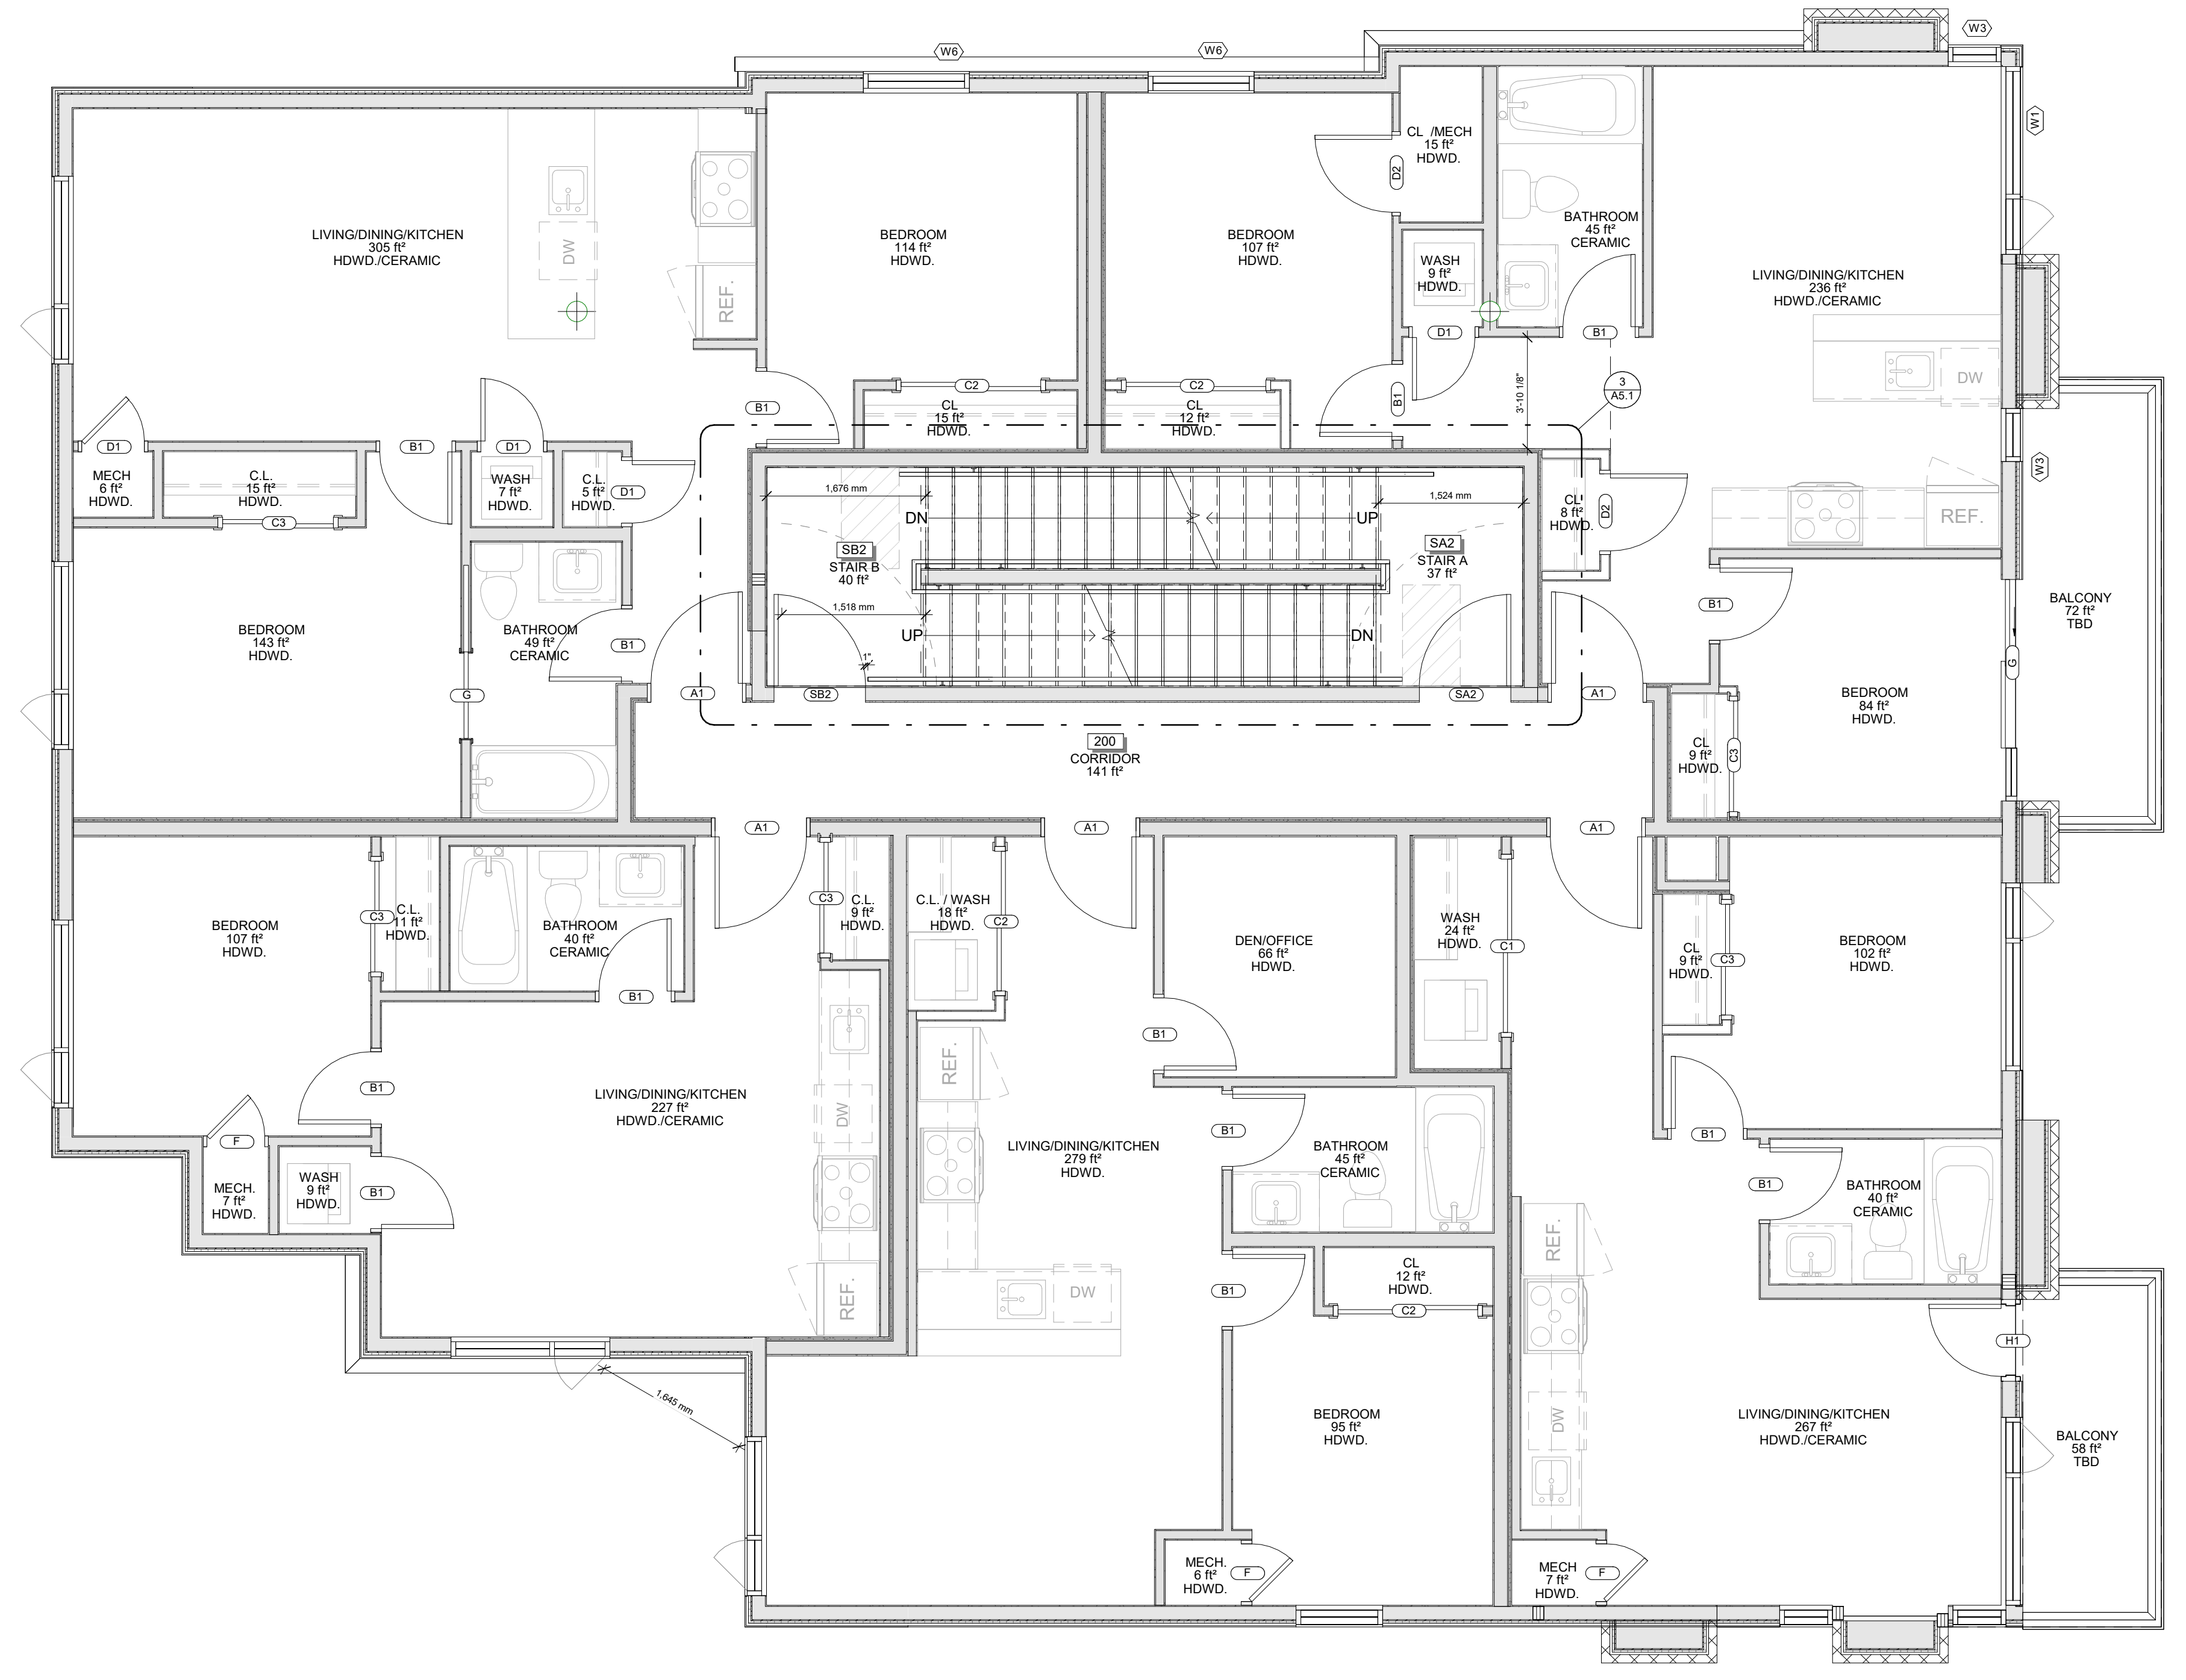 W6
W6
W3
W1
CL /MECH
15 ft²
HDWD.
D2
LIVING/DINING/KITCHEN
305 ft²
HDWD./CERAMIC
DW
REF.
BEDROOM
114 ft²
HDWD.
BEDROOM
107 ft²
HDWD.
WASH
9 ft²
HDWD.
D1
BATHROOM
45 ft²
CERAMIC
B1
LIVING/DINING/KITCHEN
236 ft²
HDWD./CERAMIC
DW
3
A5.1
3'-10 1/8"
C2
C2
B1
B1
CL
15 ft²
HDWD.
CL
12 ft²
HDWD.
W3
D1
B1
D1
MECH
6 ft²
HDWD.
C.L.
15 ft²
HDWD.
C3
WASH
7 ft²
HDWD.
C.L.
5 ft²
HDWD.
D1
1,676 mm
1,524 mm
DN
UP
CL
8 ft²
HDWD.
D2
REF.
SB2
STAIR B
40 ft²
SA2
STAIR A
37 ft²
1,518 mm
UP
DN
1"
BEDROOM
143 ft²
HDWD.
BATHROOM
49 ft²
CERAMIC
B1
G
A1
SB2
SA2
A1
B1
BALCONY
72 ft²
TBD
G
BEDROOM
84 ft²
HDWD.
CL
9 ft²
HDWD.
C3
200
CORRIDOR
141 ft²
A1
A1
A1
BEDROOM
107 ft²
HDWD.
C3
C.L.
11 ft²
HDWD.
BATHROOM
40 ft²
CERAMIC
B1
C3
C.L.
9 ft²
HDWD.
C.L. / WASH
18 ft²
HDWD.
C2
DEN/OFFICE
66 ft²
HDWD.
WASH
24 ft²
HDWD.
C1
CL
9 ft²
HDWD.
C3
BEDROOM
102 ft²
HDWD.
B1
REF.
B1
LIVING/DINING/KITCHEN
227 ft²
HDWD./CERAMIC
DW
B1
F
MECH.
7 ft²
HDWD.
WASH
9 ft²
HDWD.
B1
LIVING/DINING/KITCHEN
279 ft²
HDWD.
B1
BATHROOM
45 ft²
CERAMIC
B1
BATHROOM
40 ft²
CERAMIC
REF.
REF.
DW
B1
CL
12 ft²
HDWD.
C2
H1
1,645 mm
BEDROOM
95 ft²
HDWD.
DW
LIVING/DINING/KITCHEN
267 ft²
HDWD./CERAMIC
BALCONY
58 ft²
TBD
MECH.
6 ft²
HDWD.
F
MECH
7 ft²
HDWD.
F